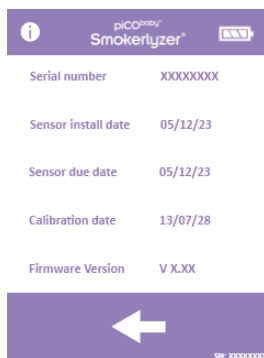 i
pICObaby™
Smokerlyzer®
Serial number XXXXXXXX
Sensor install date 05/12/23
Sensor due date 05/12/23
Calibration date 13/07/28
Firmware Version V X.XX
SN: XXXXXXXX